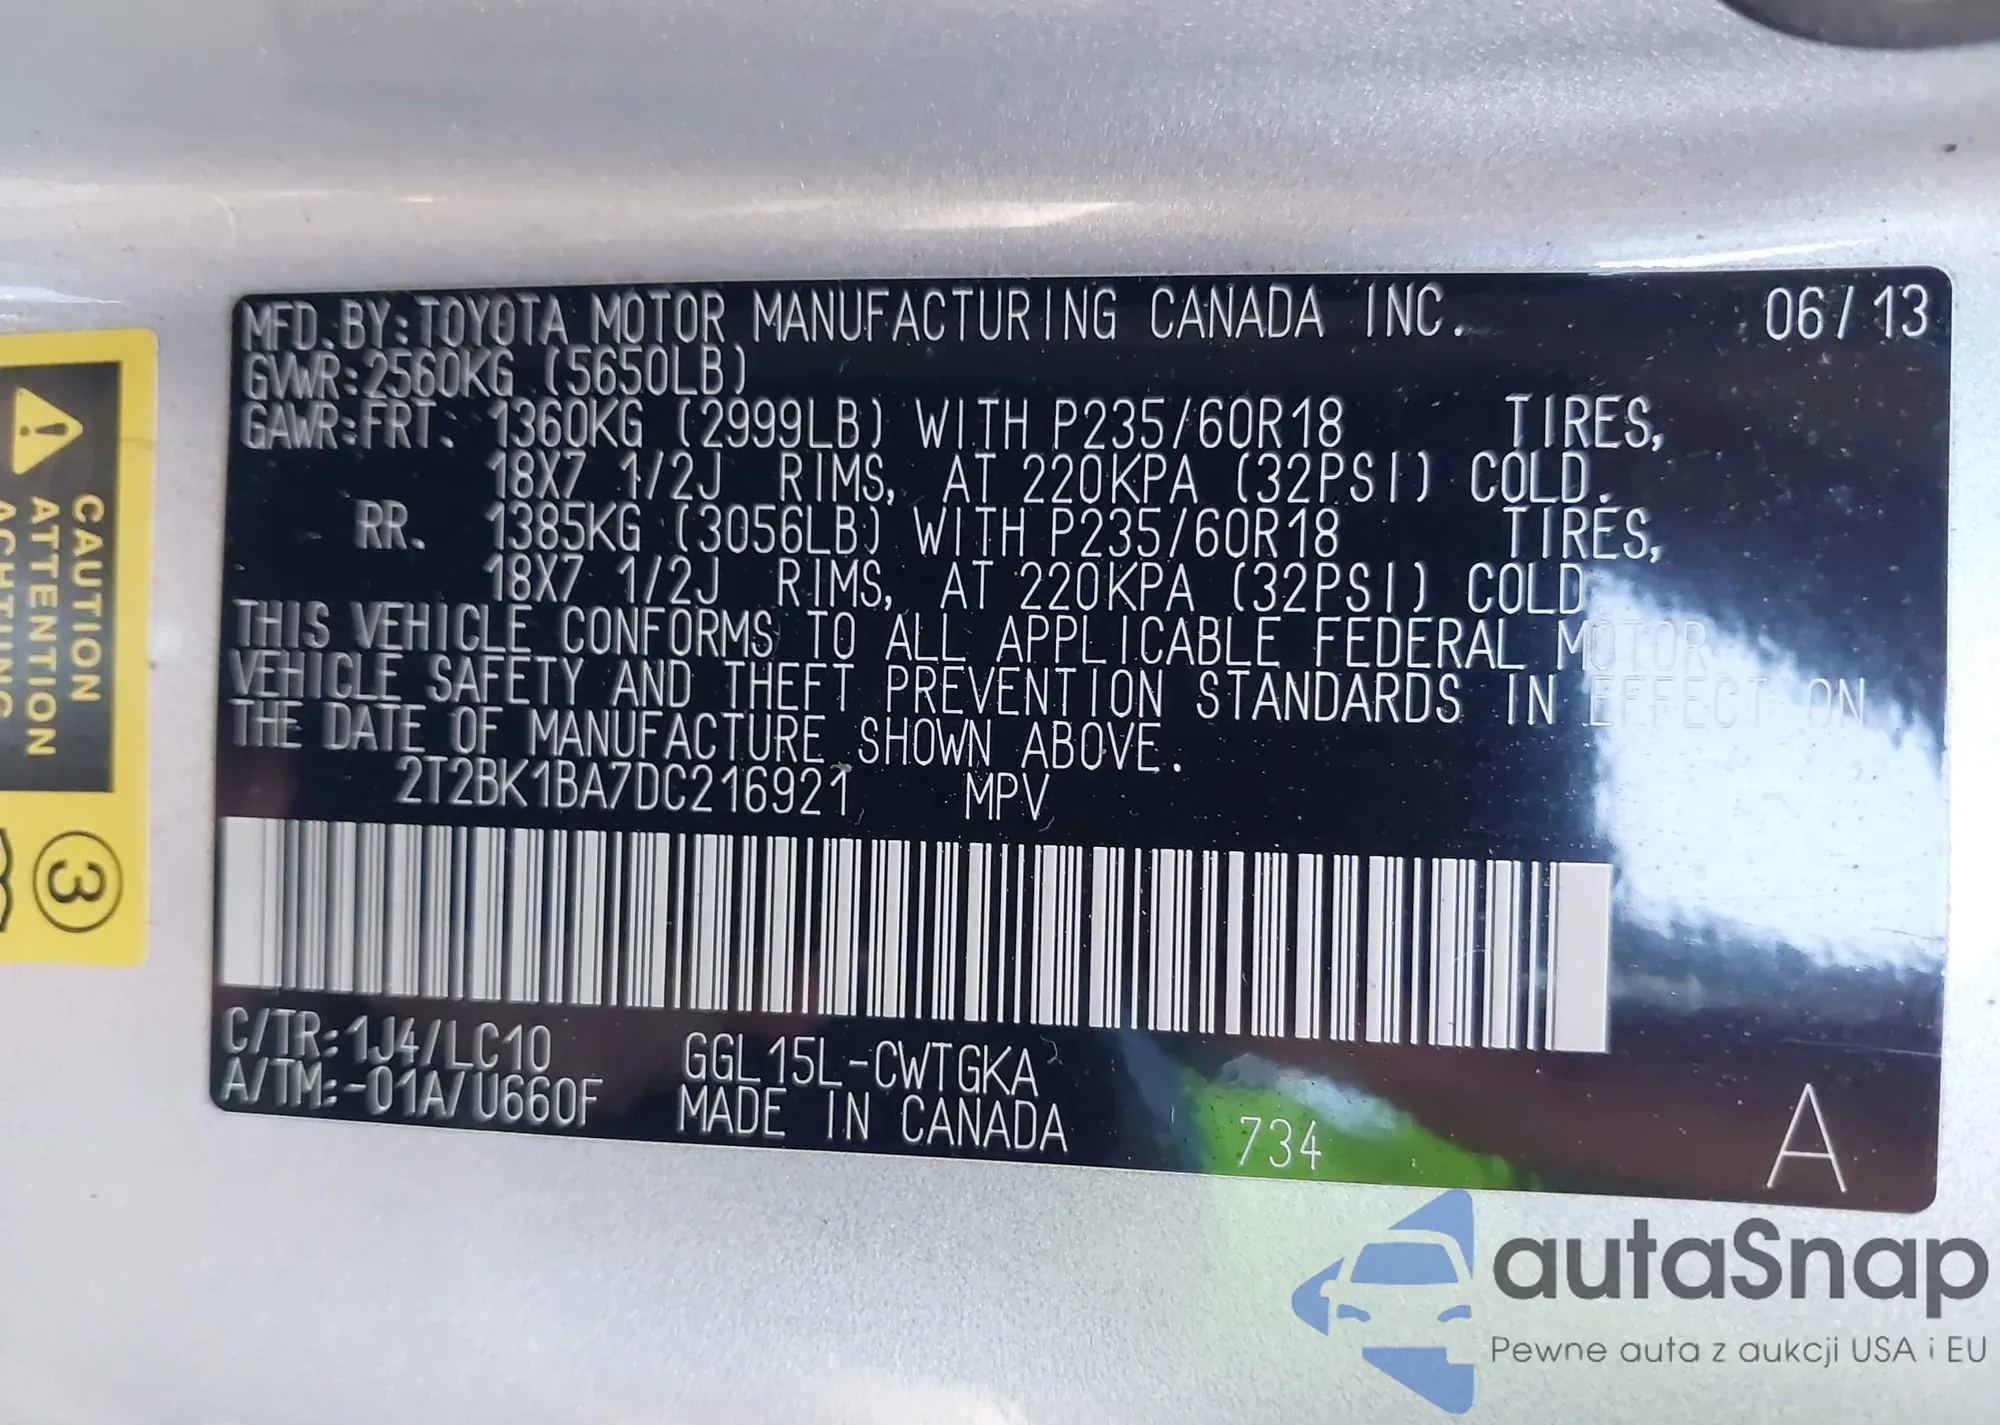 MFD.BY:TOYOTA MOTOR MANUFACTURING CANADA INC. 06/13
GVWR:2560KG (5650LB)
GAWR:FRT. 1360KG (2999LB) WITH P235/60R18 TIRES,
18X7 1/2J RIMS, AT 220KPA (32PSI) COLD.
RR. 1385KG (3056LB) WITH P235/60R18 TIRES,
18X7 1/2J RIMS, AT 220KPA (32PSI) COLD
THIS VEHICLE CONFORMS TO ALL APPLICABLE FEDERAL MOTOR
VEHICLE SAFETY AND THEFT PREVENTION STANDARDS IN EFFECT ON
THE DATE OF MANUFACTURE SHOWN ABOVE.
2T2BK1BA7DC216921 MPV
C/TR:1J4/LC10 GGL15L-CWTGKA
A/TM:-01A/U660F MADE IN CANADA 734 A
CAUTION
ATTENTION
ACHTUNG
3
autaSnap
Pewne auta z aukcji USA i EU